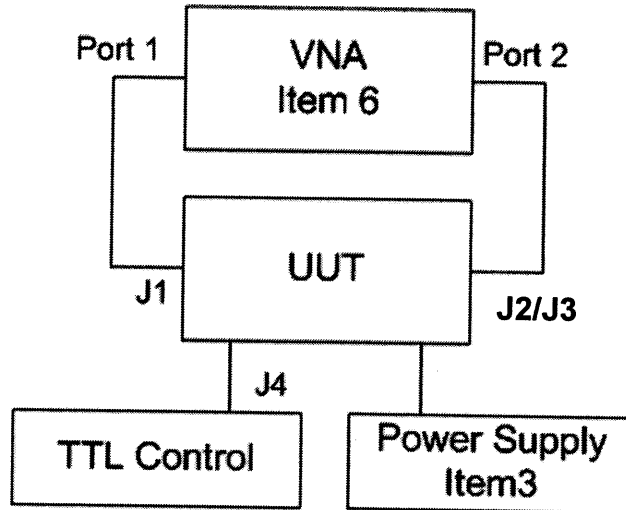 Port 1
VNA
Item 6
Port 2
UUT
J1
J2/J3
J4
TTL Control
Power Supply
Item3